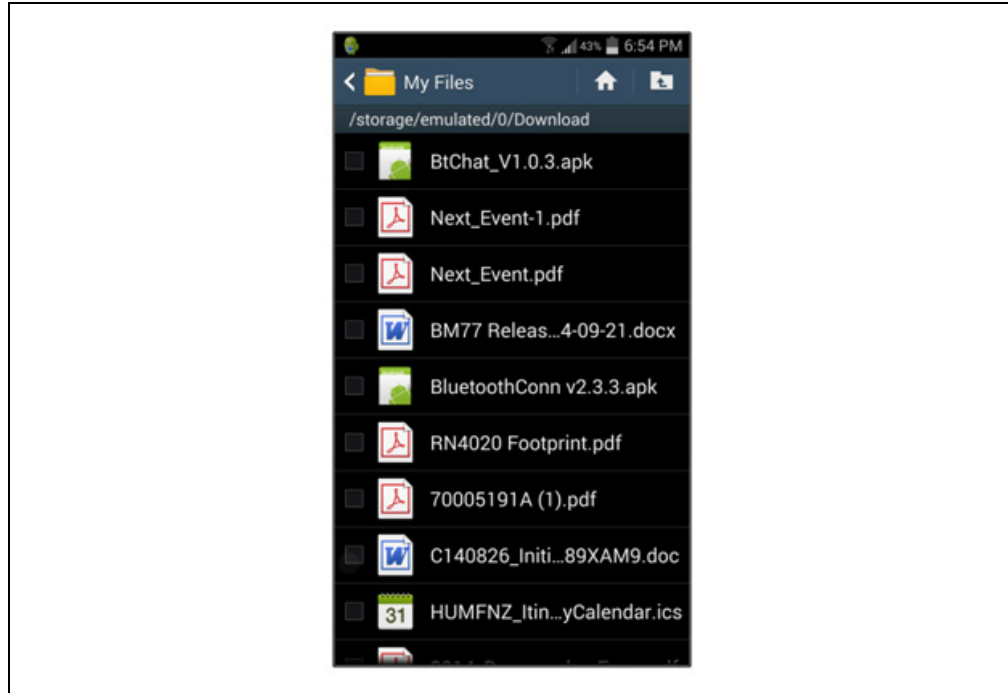 43% 6:54 PM
My Files
/storage/emulated/0/Download
BtChat_V1.0.3.apk
Next_Event-1.pdf
Next_Event.pdf
BM77 Releas...4-09-21.docx
BluetoothConn v2.3.3.apk
RN4020 Footprint.pdf
70005191A (1).pdf
C140826_Initi...89XAM9.doc
31 HUMFNZ_Itin...yCalendar.ics